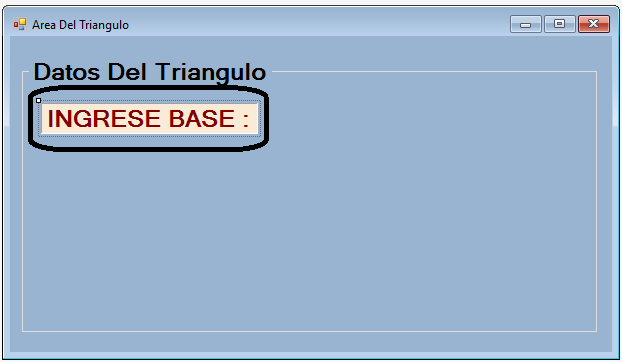 Area Del Triangulo
Datos Del Triangulo
INGRESE BASE :